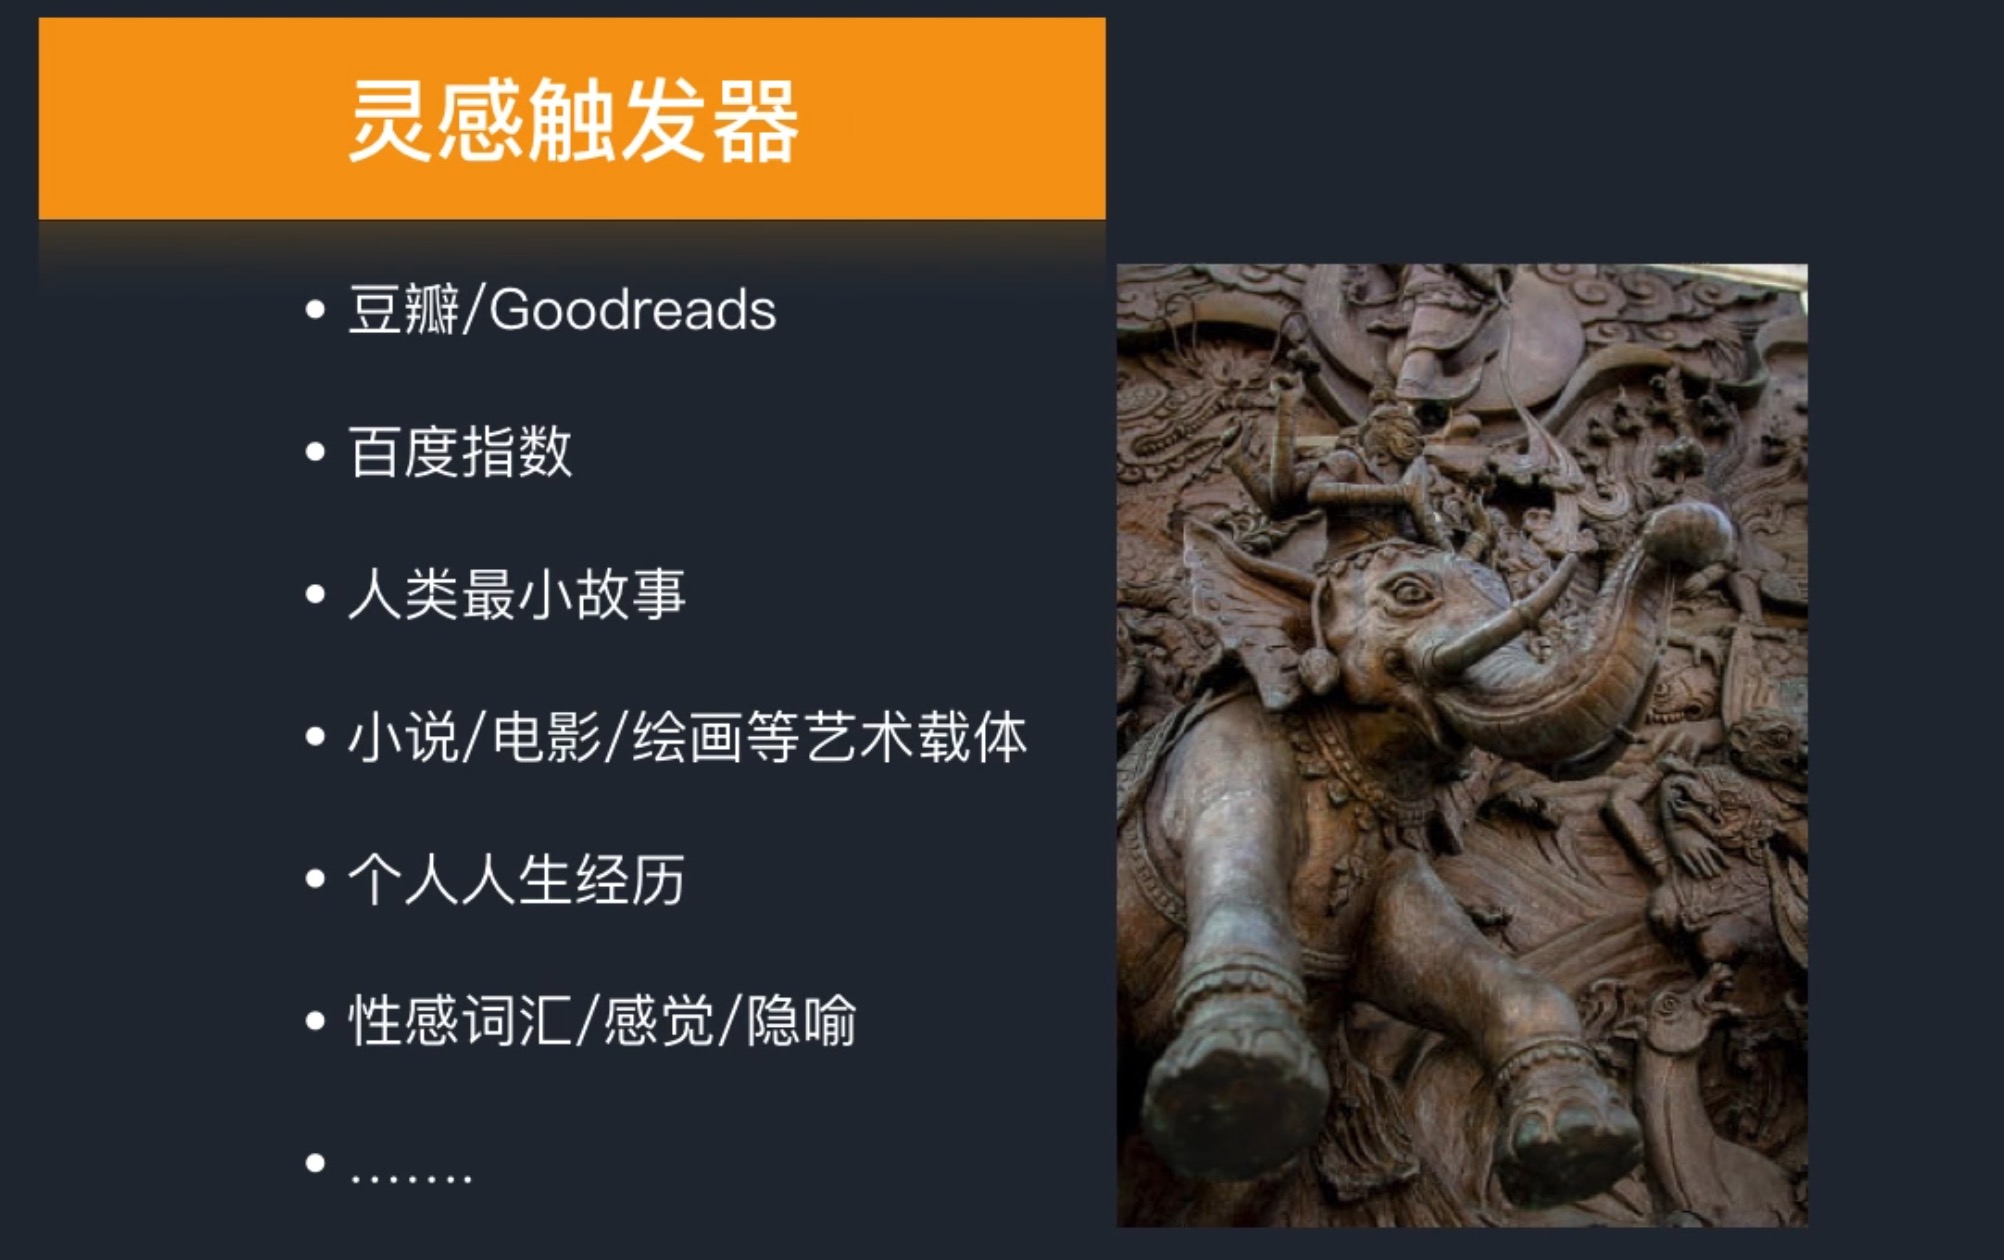 灵感触发器
• 豆瓣/Goodreads
• 百度指数
• 人类最小故事
• 小说/电影/绘画等艺术载体
• 个人人生经历
• 性感词汇/感觉/隐喻
• .......